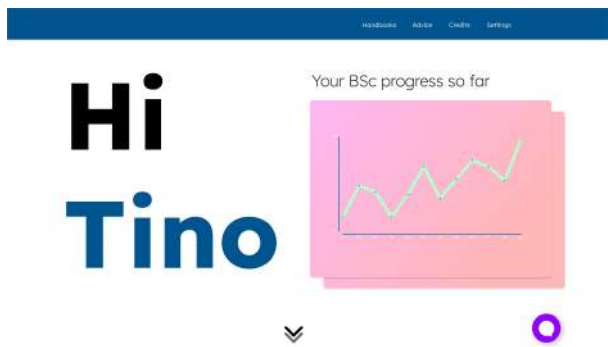 Handbooks Advice Credits Settings
Hi
Tino
Your BSc progress so far